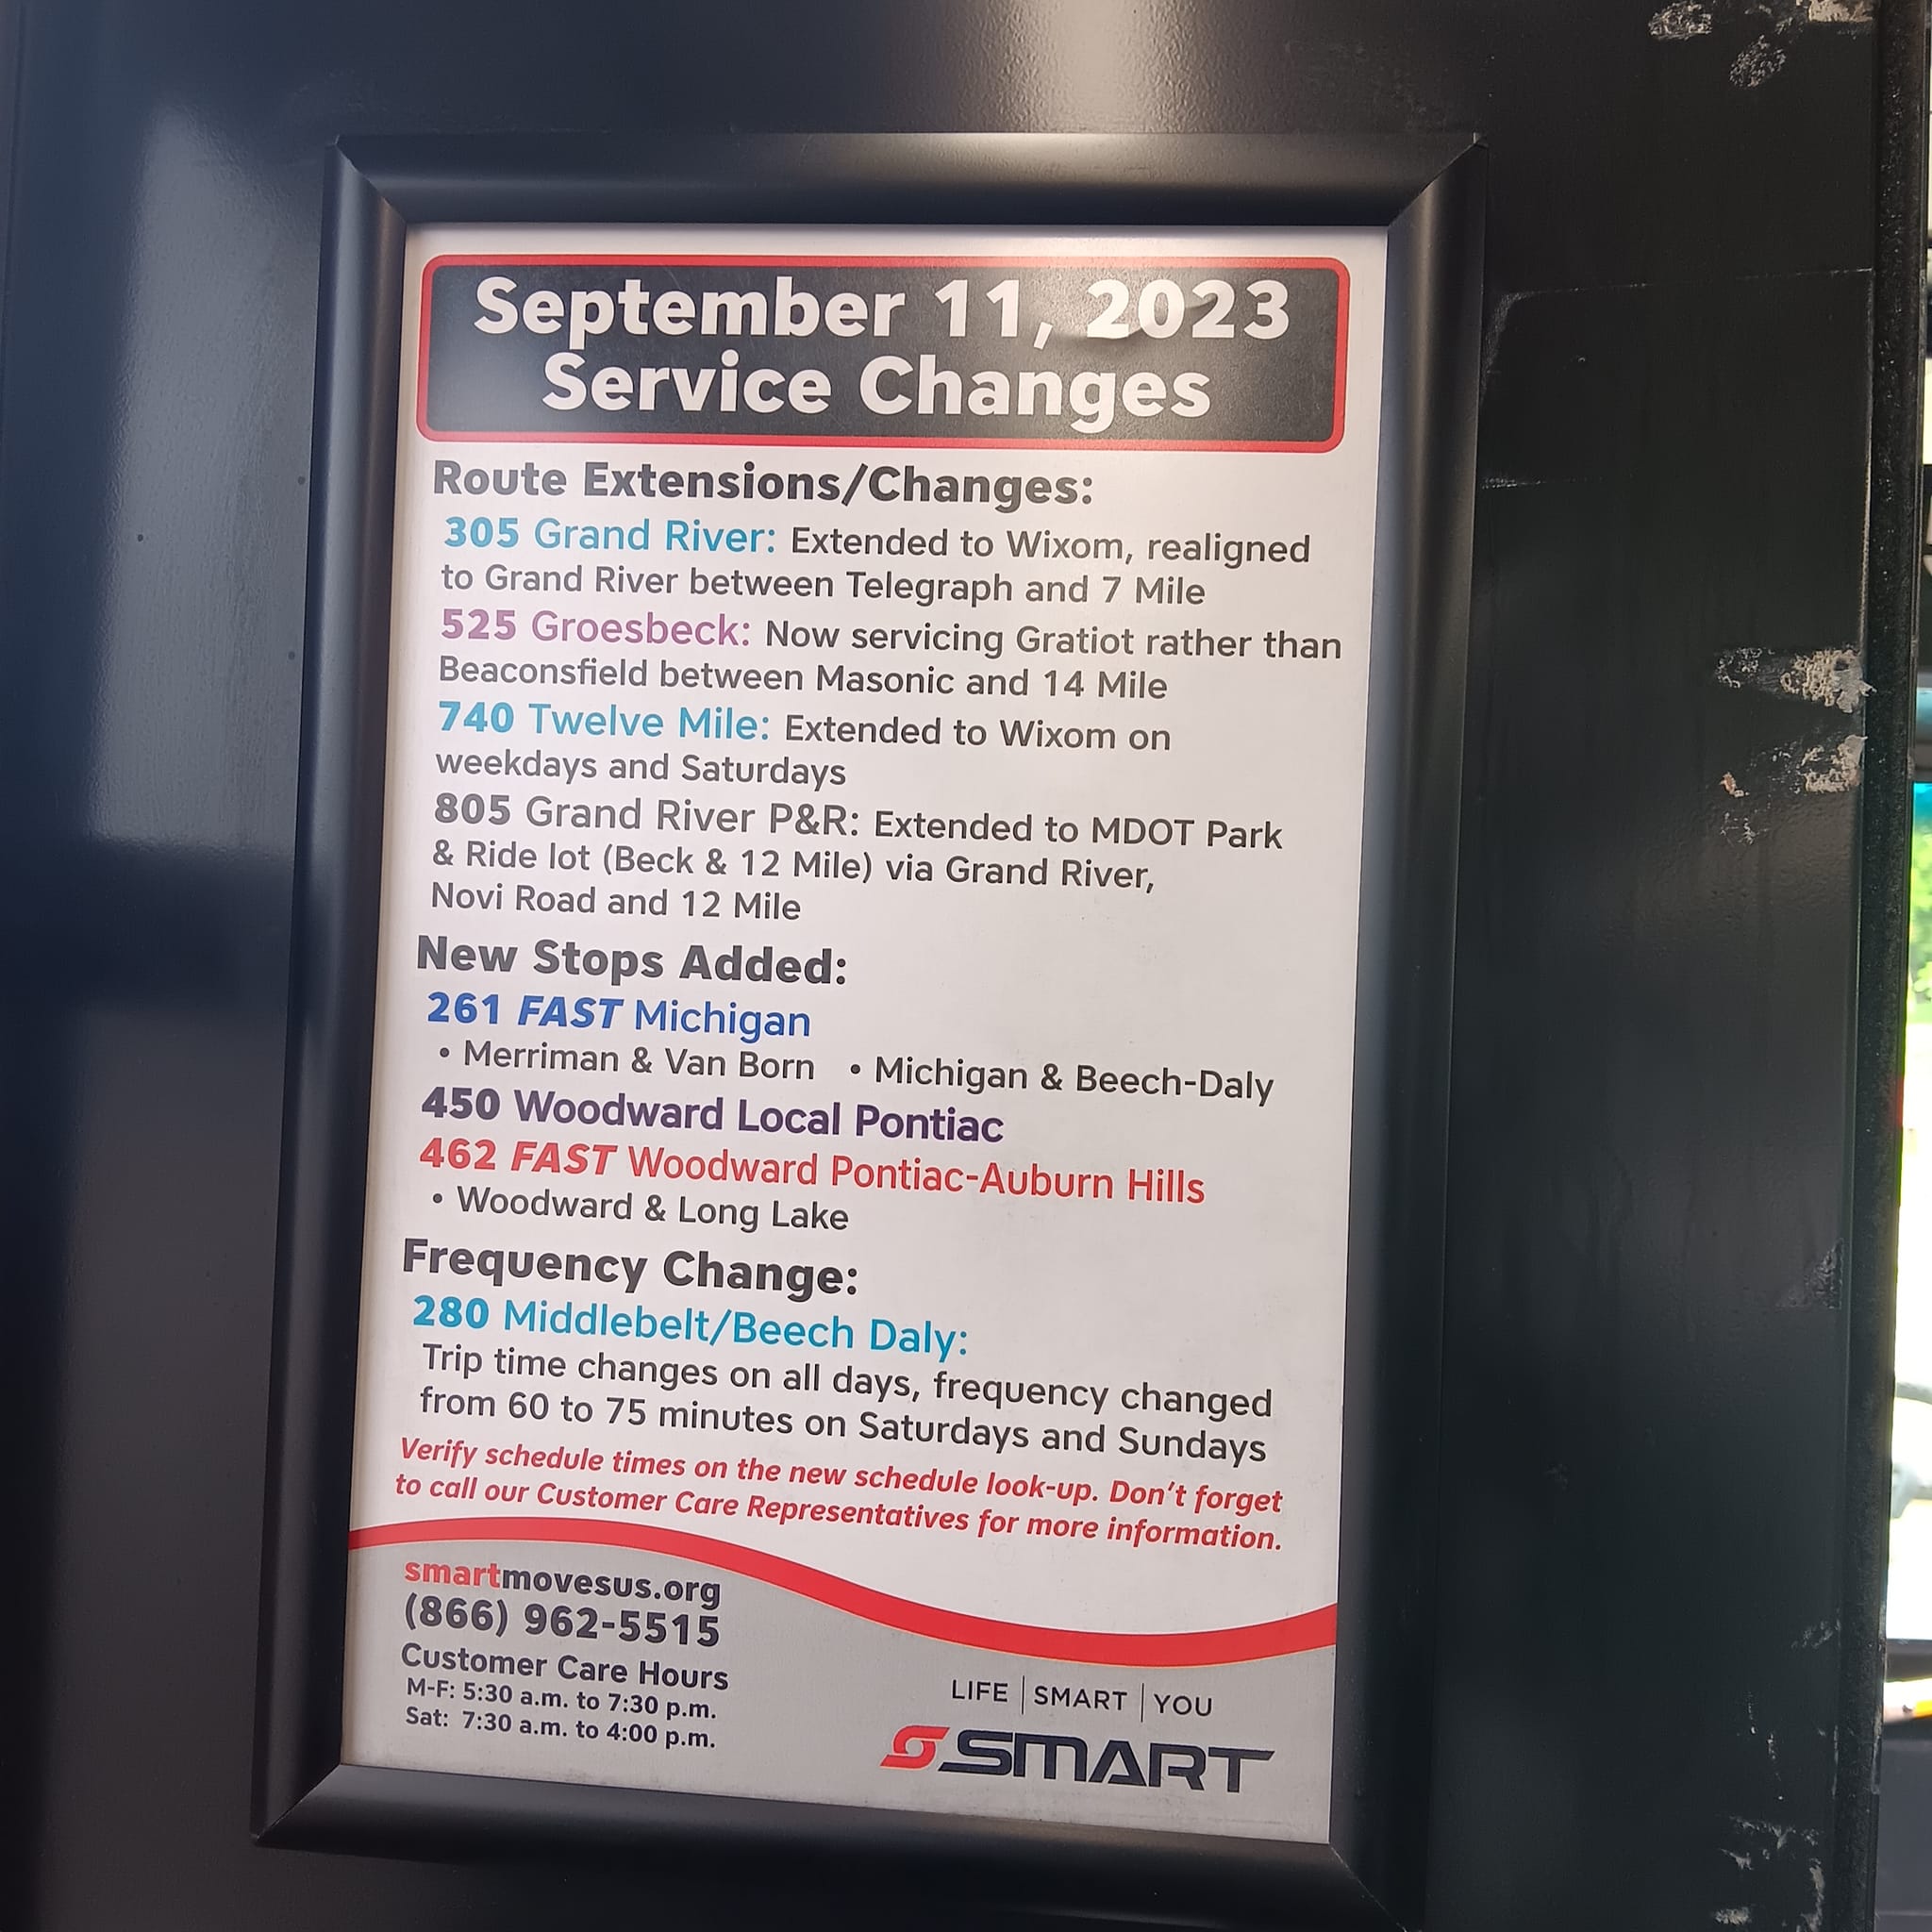 September 11, 2023
Service Changes
Route Extensions/Changes:
305 Grand River: Extended to Wixom, realigned
to Grand River between Telegraph and 7 Mile
525 Groesbeck: Now servicing Gratiot rather than
Beaconsfield between Masonic and 14 Mile
740 Twelve Mile: Extended to Wixom on
weekdays and Saturdays
805 Grand River P&R: Extended to MDOT Park
& Ride lot (Beck & 12 Mile) via Grand River,
Novi Road and 12 Mile
New Stops Added:
261 FAST Michigan
• Merriman & Van Born • Michigan & Beech-Daly
450 Woodward Local Pontiac
462 FAST Woodward Pontiac-Auburn Hills
• Woodward & Long Lake
Frequency Change:
280 Middlebelt/Beech Daly:
Trip time changes on all days, frequency changed
from 60 to 75 minutes on Saturdays and Sundays
Verify schedule times on the new schedule look-up. Don't forget
to call our Customer Care Representatives for more information.
smartmovesus.org
(866) 962-5515
Customer Care Hours
M-F: 5:30 a.m. to 7:30 p.m.
Sat: 7:30 a.m. to 4:00 p.m.
LIFE | SMART | YOU
SMART